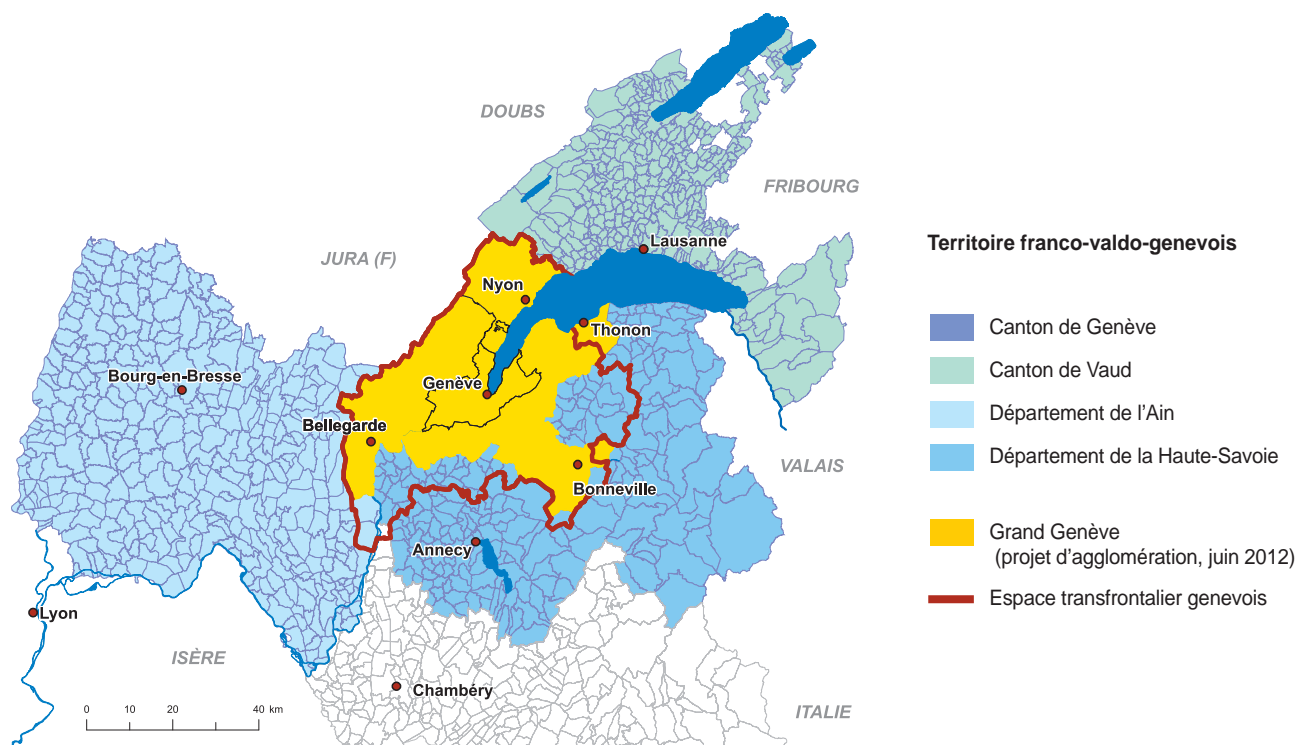 DOUBS
FRIBOURG
Lausanne
JURA (F)
Nyon
Thonon
Bourg-en-Bresse
Genève
Bellegarde
VALAIS
Bonneville
Annecy
Lyon
ISÈRE
Chambéry
ITALIE
0 10 20 40 km
Territoire franco-valdo-genevois
Canton de Genève
Canton de Vaud
Département de l'Ain
Département de la Haute-Savoie
Grand Genève
(projet d'agglomération, juin 2012)
Espace transfrontalier genevois